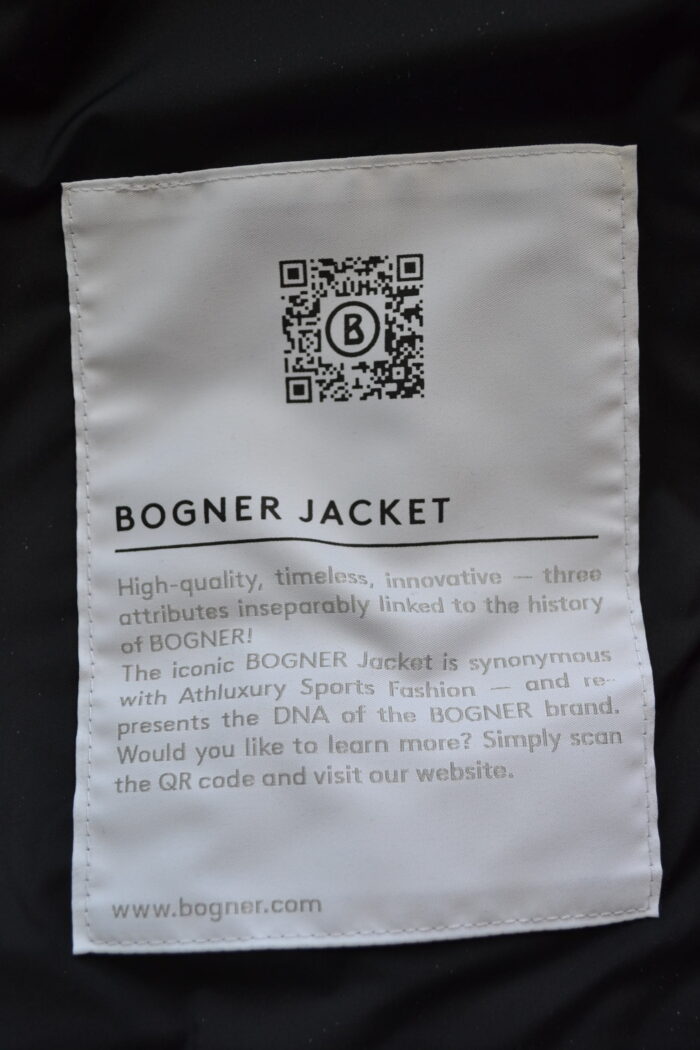 B
BOGNER JACKET
High-quality, timeless, innovative — three
attributes inseparably linked to the history
of BOGNER!
The iconic BOGNER Jacket is synonymous
with Athluxury Sports Fashion — and re-
presents the DNA of the BOGNER brand.
Would you like to learn more? Simply scan
the QR code and visit our website.
www.bogner.com